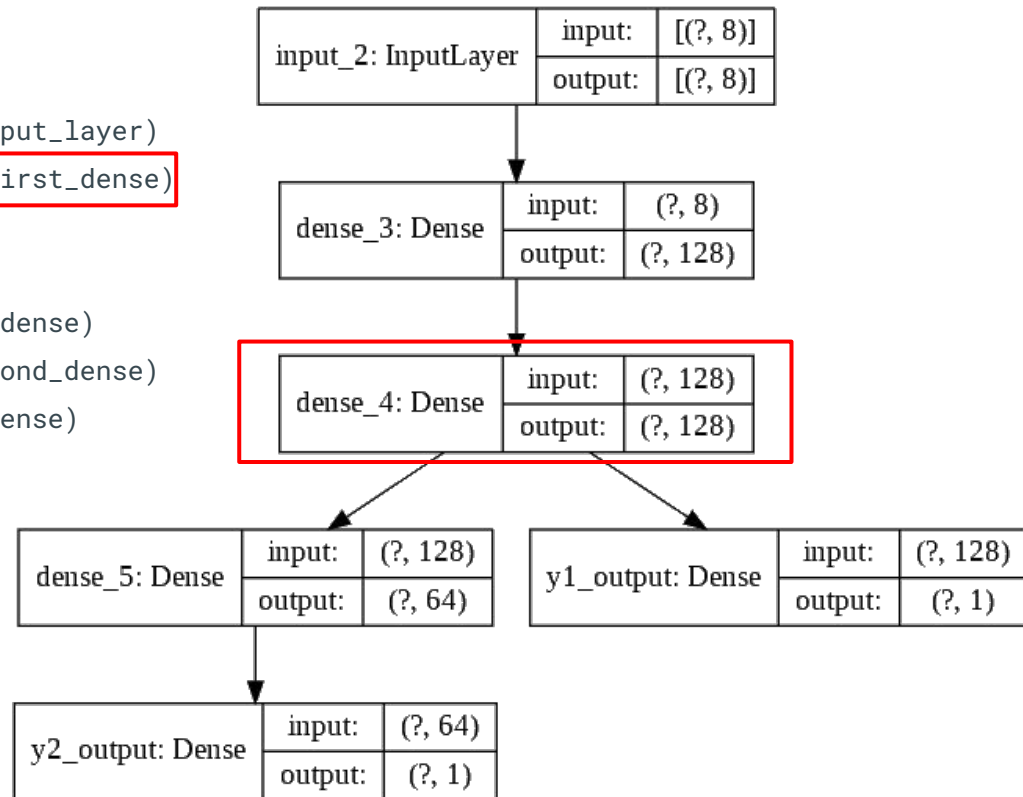 input_2: InputLayer
input: [(?, 8)]
output: [(?, 8)]
put_layer)
irst_dense)
dense_3: Dense
input: (?, 8)
output: (?, 128)
dense)
ond_dense)
ense)
dense_4: Dense
input: (?, 128)
output: (?, 128)
dense_5: Dense
input: (?, 128)
output: (?, 64)
y1_output: Dense
input: (?, 128)
output: (?, 1)
y2_output: Dense
input: (?, 64)
output: (?, 1)